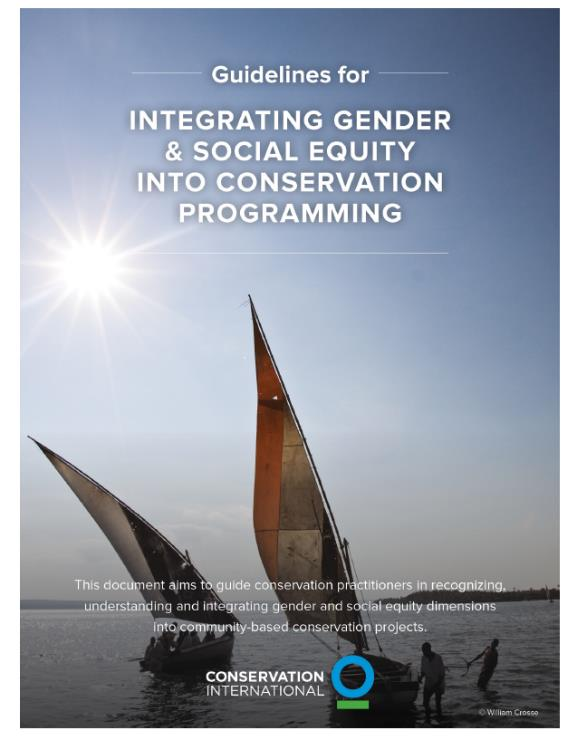 Guidelines for
INTEGRATING GENDER
& SOCIAL EQUITY
INTO CONSERVATION
PROGRAMMING
This document aims to guide conservation practitioners in recognizing,
understanding and integrating gender and social equity dimensions
into community-based conservation projects.
CONSERVATION
INTERNATIONAL
© William Crosse